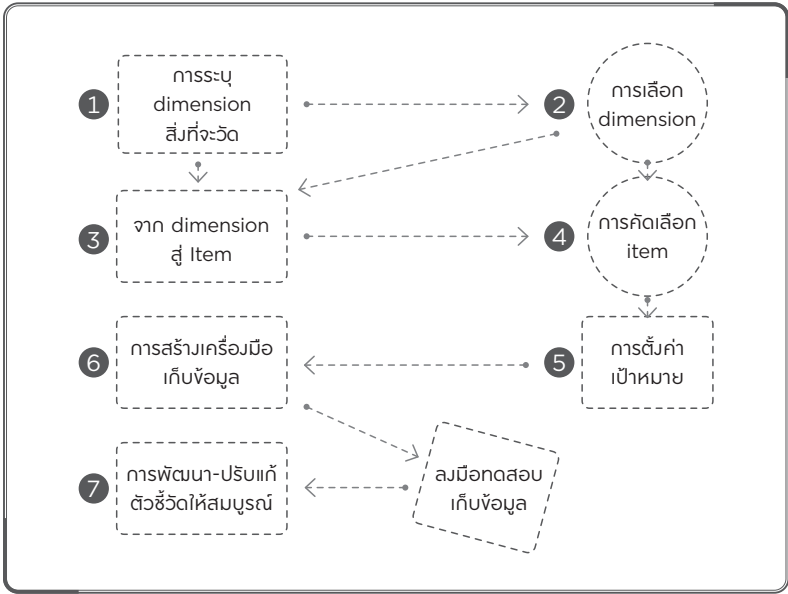 1
การระบุ
dimension
สิ่งที่จะวัด
2
การเลือก
dimension
3
จาก dimension
สู่ Item
4
การคัดเลือก
item
5
การตั้งค่า
เป้าหมาย
6
การสร้างเครื่องมือ
เก็บข้อมูล
ลงมือทดสอบ
เก็บข้อมูล
7
การพัฒนา-ปรับแก้
ตัวชี้วัดให้สมบูรณ์